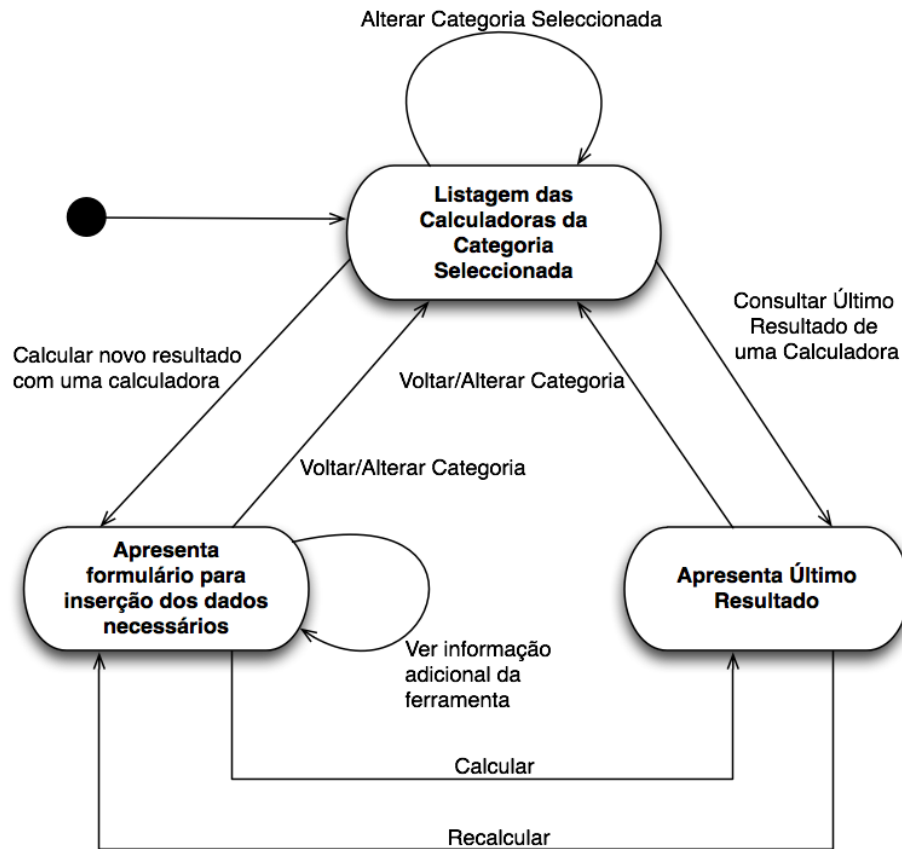 Alterar Categoria Seleccionada
Listagem das
Calculadoras da
Categoria
Seleccionada
Consultar Último
Resultado de
uma Calculadora
Calcular novo resultado
com uma calculadora
Voltar/Alterar Categoria
Voltar/Alterar Categoria
Apresenta
formulário para
inserção dos dados
necessários
Apresenta Último
Resultado
Ver informação
adicional da
ferramenta
Calcular
Recalcular